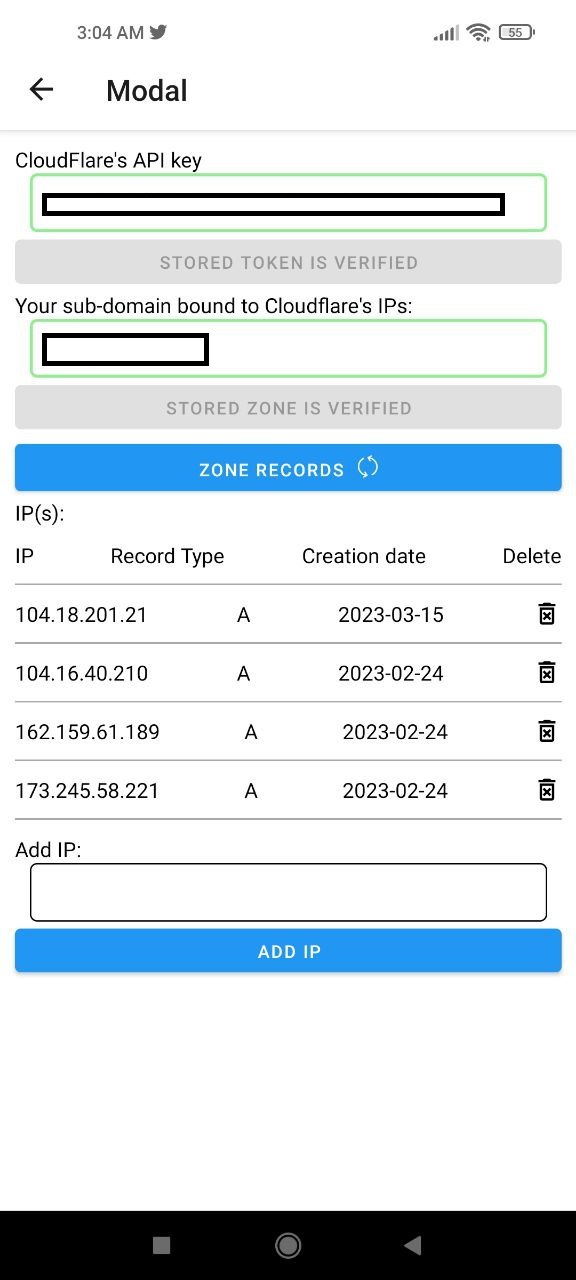 3:04 AM 55
Modal
CloudFlare's API key
STORED TOKEN IS VERIFIED
Your sub-domain bound to Cloudflare's IPs:
STORED ZONE IS VERIFIED
ZONE RECORDS
IP(s):
IP Record Type Creation date Delete
104.18.201.21 A 2023-03-15
104.16.40.210 A 2023-02-24
162.159.61.189 A 2023-02-24
173.245.58.221 A 2023-02-24
Add IP:
ADD IP